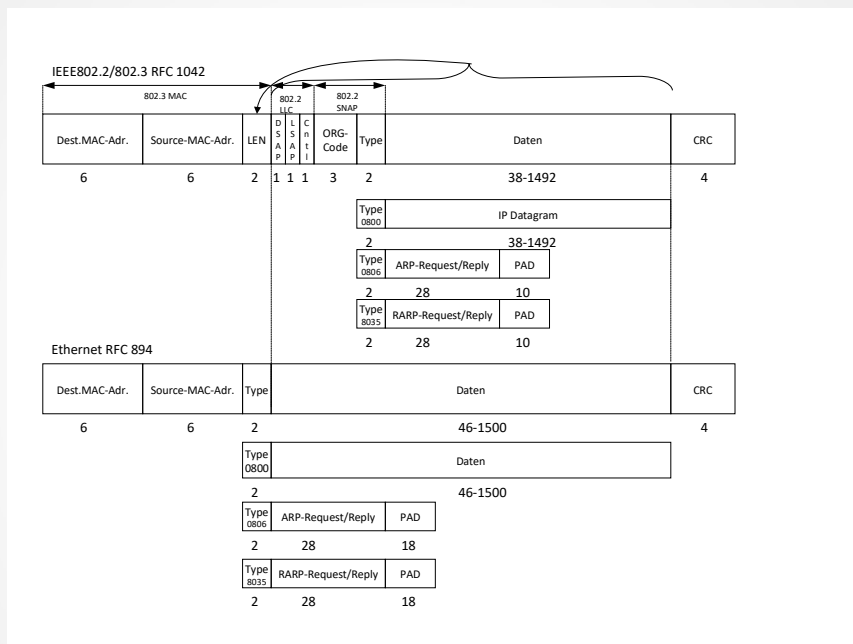 IEEE802.2/802.3 RFC 1042
802.3 MAC
802.2
LLC
802.2
SNAP
Dest.MAC-Adr. Source-MAC-Adr. LEN DSAP LSAP Cntl ORG-Code Type Daten CRC
6 6 2 1 1 1 3 2 38-1492 4
Type 0800 IP Datagram
2 38-1492
Type 0806 ARP-Request/Reply PAD
2 28 10
Type 8035 RARP-Request/Reply PAD
2 28 10
Ethernet RFC 894
Dest.MAC-Adr. Source-MAC-Adr. Type Daten CRC
6 6 2 46-1500 4
Type 0800 Daten
2 46-1500
Type 0806 ARP-Request/Reply PAD
2 28 18
Type 8035 RARP-Request/Reply PAD
2 28 18